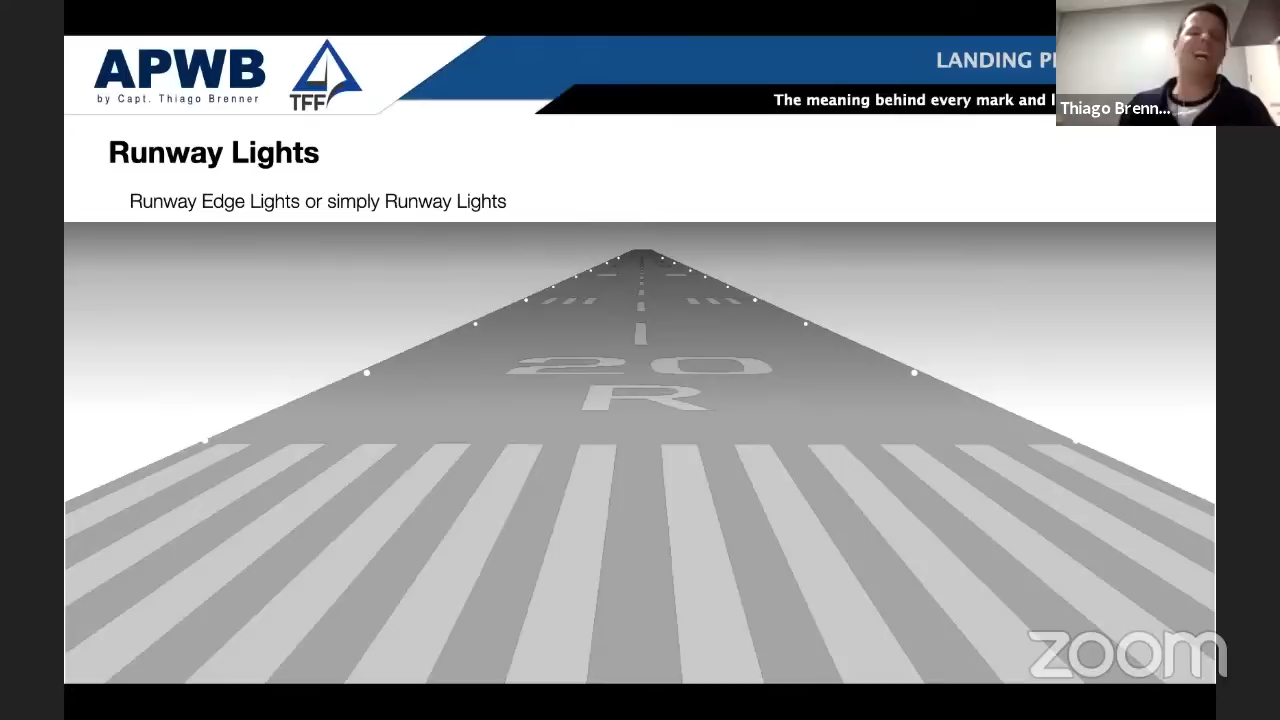 APWB
by Capt. Thiago Brenner
TFF
LANDING P
The meaning behind every mark and l
Thiago Brenn...
Runway Lights
Runway Edge Lights or simply Runway Lights
20
R
zoom